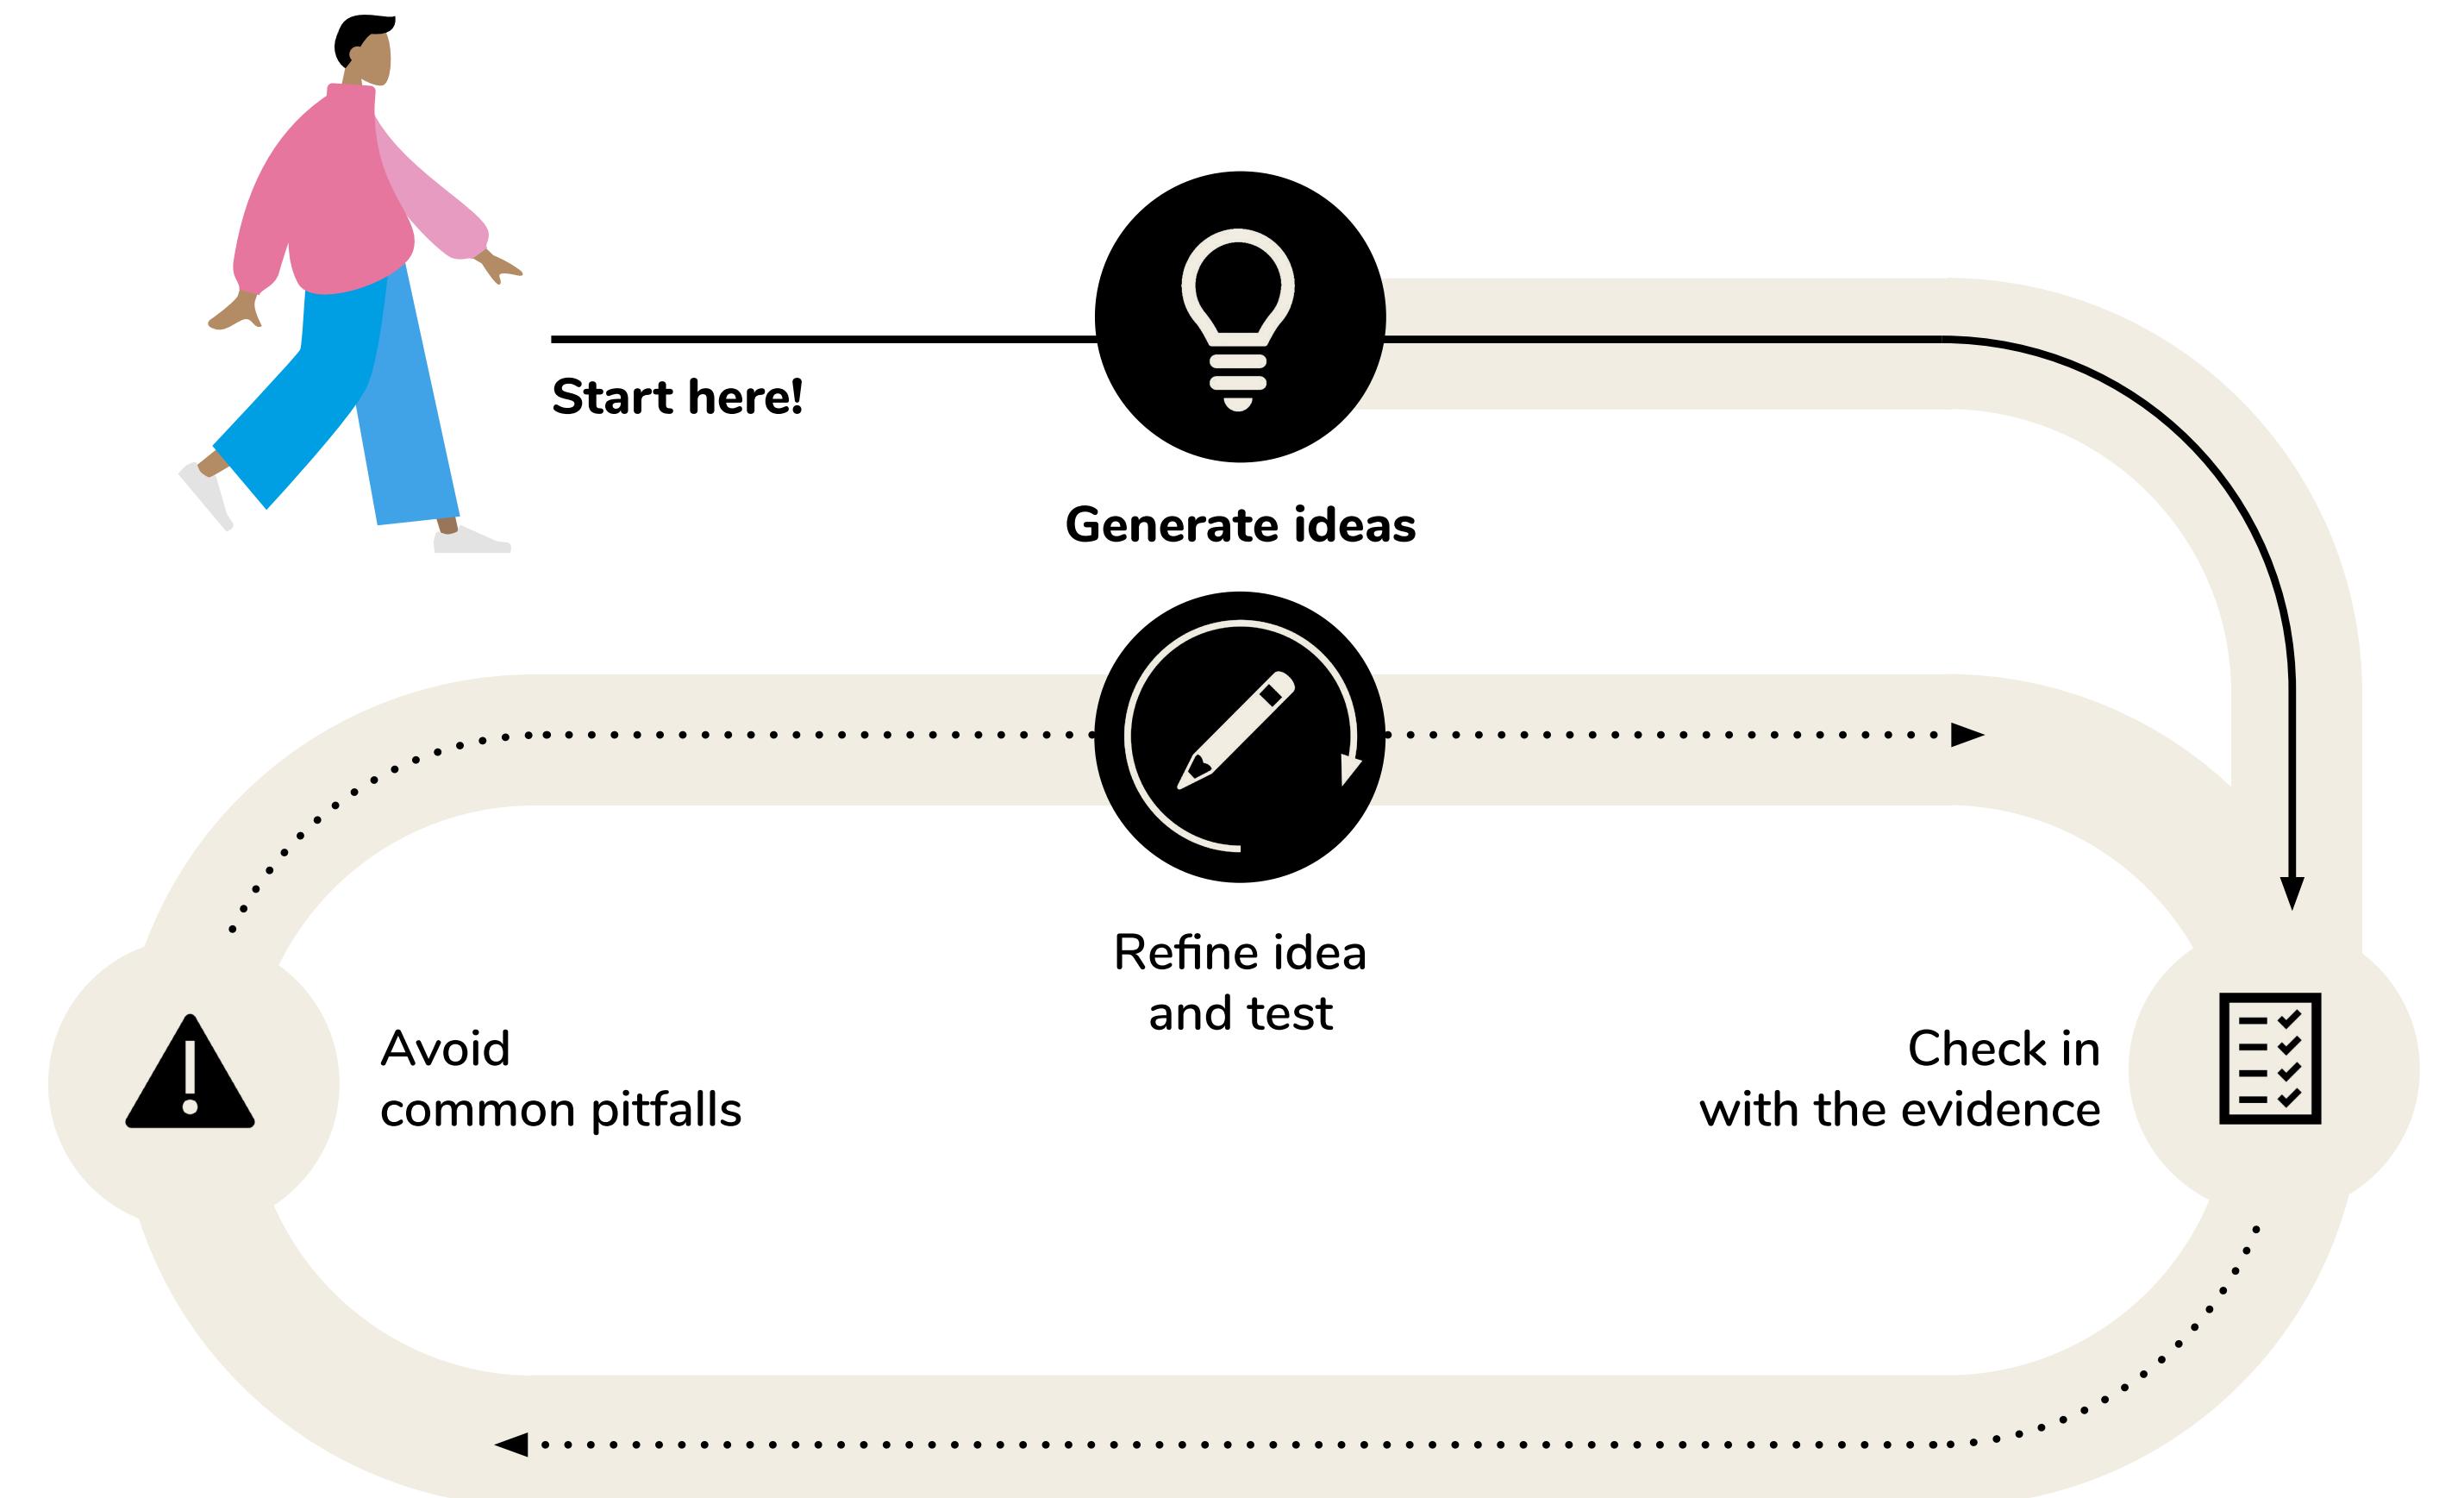 Start here!
Generate ideas
Refine idea
and test
Avoid
common pitfalls
Check in
with the evidence